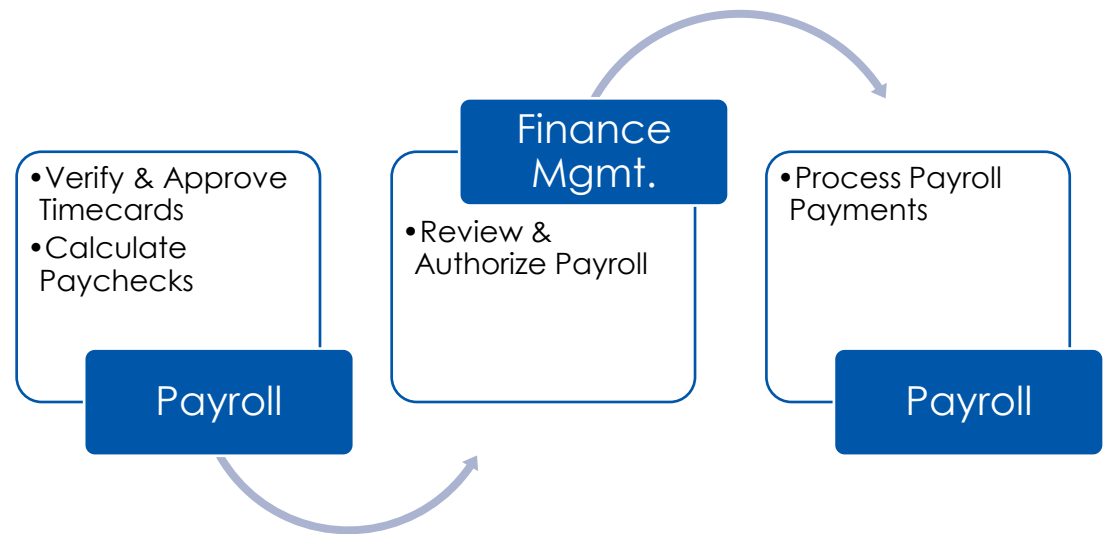 •Verify & Approve
Timecards
•Calculate
Paychecks
Payroll
Finance
Mgmt.
•Review &
Authorize Payroll
•Process Payroll
Payments
Payroll